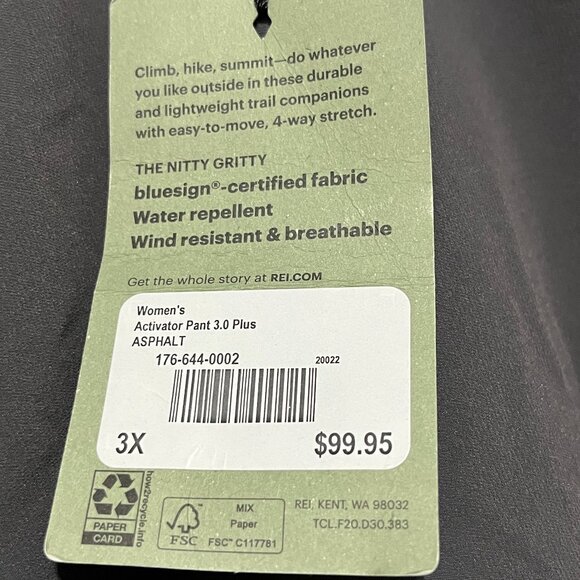 Climb, hike, summit—do whatever
you like outside in these durable
and lightweight trail companions
with easy-to-move, 4-way stretch.
THE NITTY GRITTY
bluesign®-certified fabric
Water repellent
Wind resistant & breathable
Get the whole story at REI.COM
Women's
Activator Pant 3.0 Plus
ASPHALT
176-644-0002
20022
3X
$99.95
PAPER
CARD
how2recycle.info
FSC
MIX
Paper
FSC™ C117781
REI, KENT, WA 98032
TCL.F20.D30.383